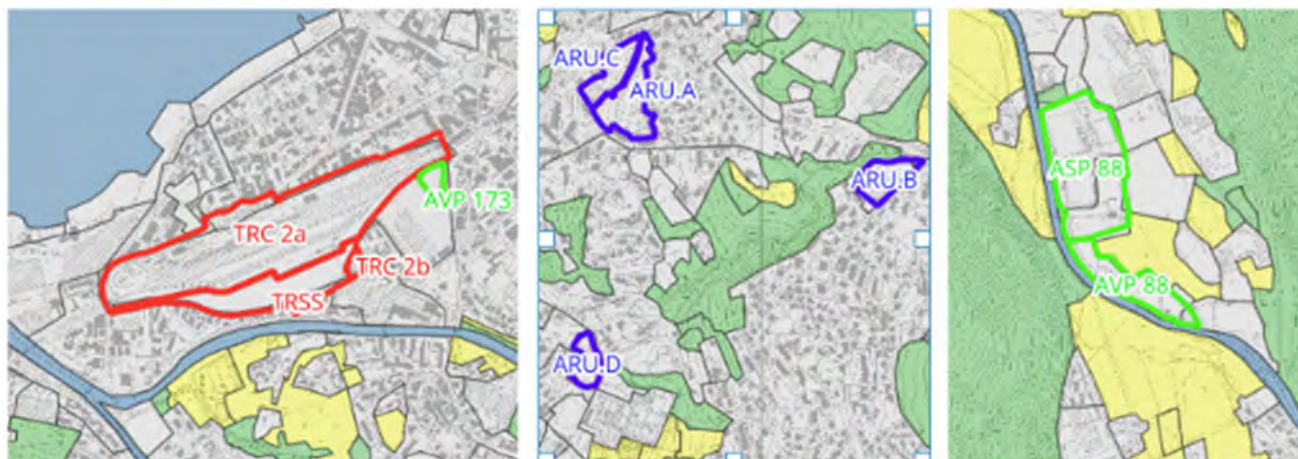 TRC 2a
AVP 173
TRC 2b
TRSS
ARU.C
ARU.A
ARU.B
ARU.D
ASP 88
AVP 88